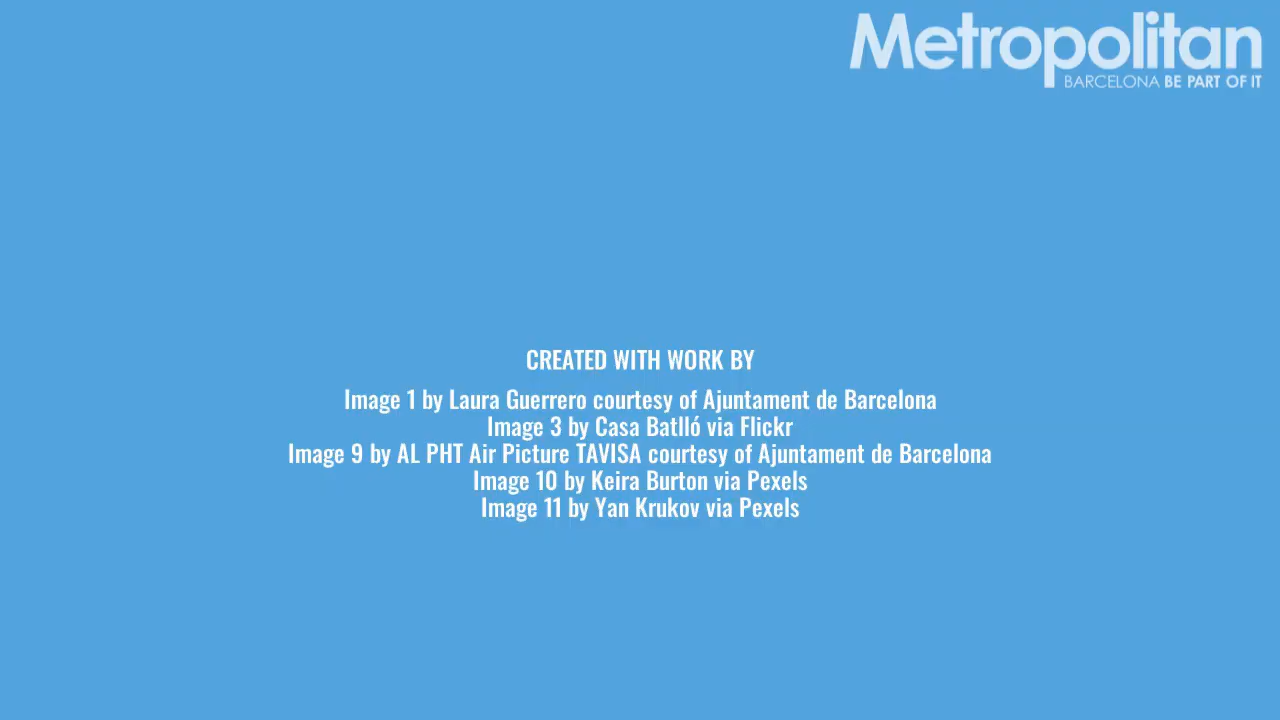 Metropolitan
BARCELONA BE PART OF IT
CREATED WITH WORK BY
Image 1 by Laura Guerrero courtesy of Ajuntament de Barcelona
Image 3 by Casa Batlló via Flickr
Image 9 by AL PHT Air Picture TAVISA courtesy of Ajuntament de Barcelona
Image 10 by Keira Burton via Pexels
Image 11 by Yan Krukov via Pexels